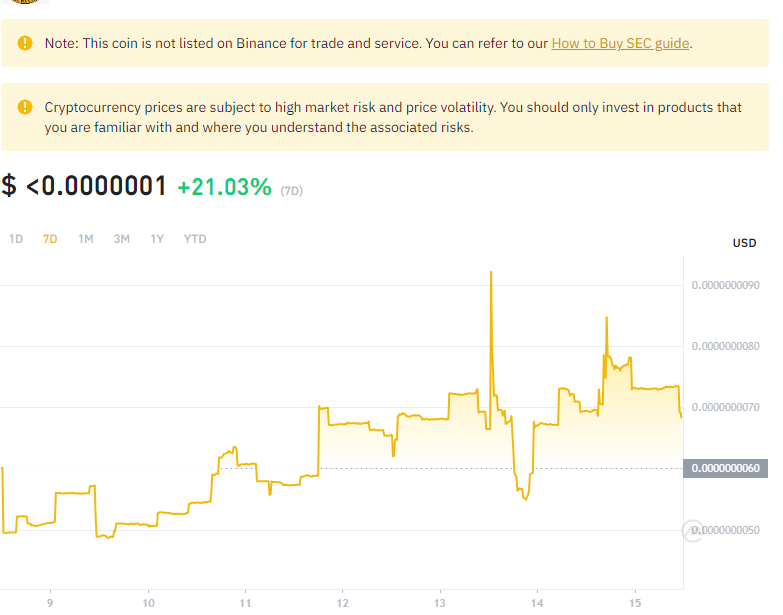 Note: This coin is not listed on Binance for trade and service. You can refer to our How to Buy SEC guide.
Cryptocurrency prices are subject to high market risk and price volatility. You should only invest in products that
you are familiar with and where you understand the associated risks.
$ <0.0000001 +21.03% (7D)
1D 7D 1M 3M 1Y YTD
USD
0.0000000090
0.0000000080
0.0000000070
0.0000000060
0.0000000050
9 10 11 12 13 14 15